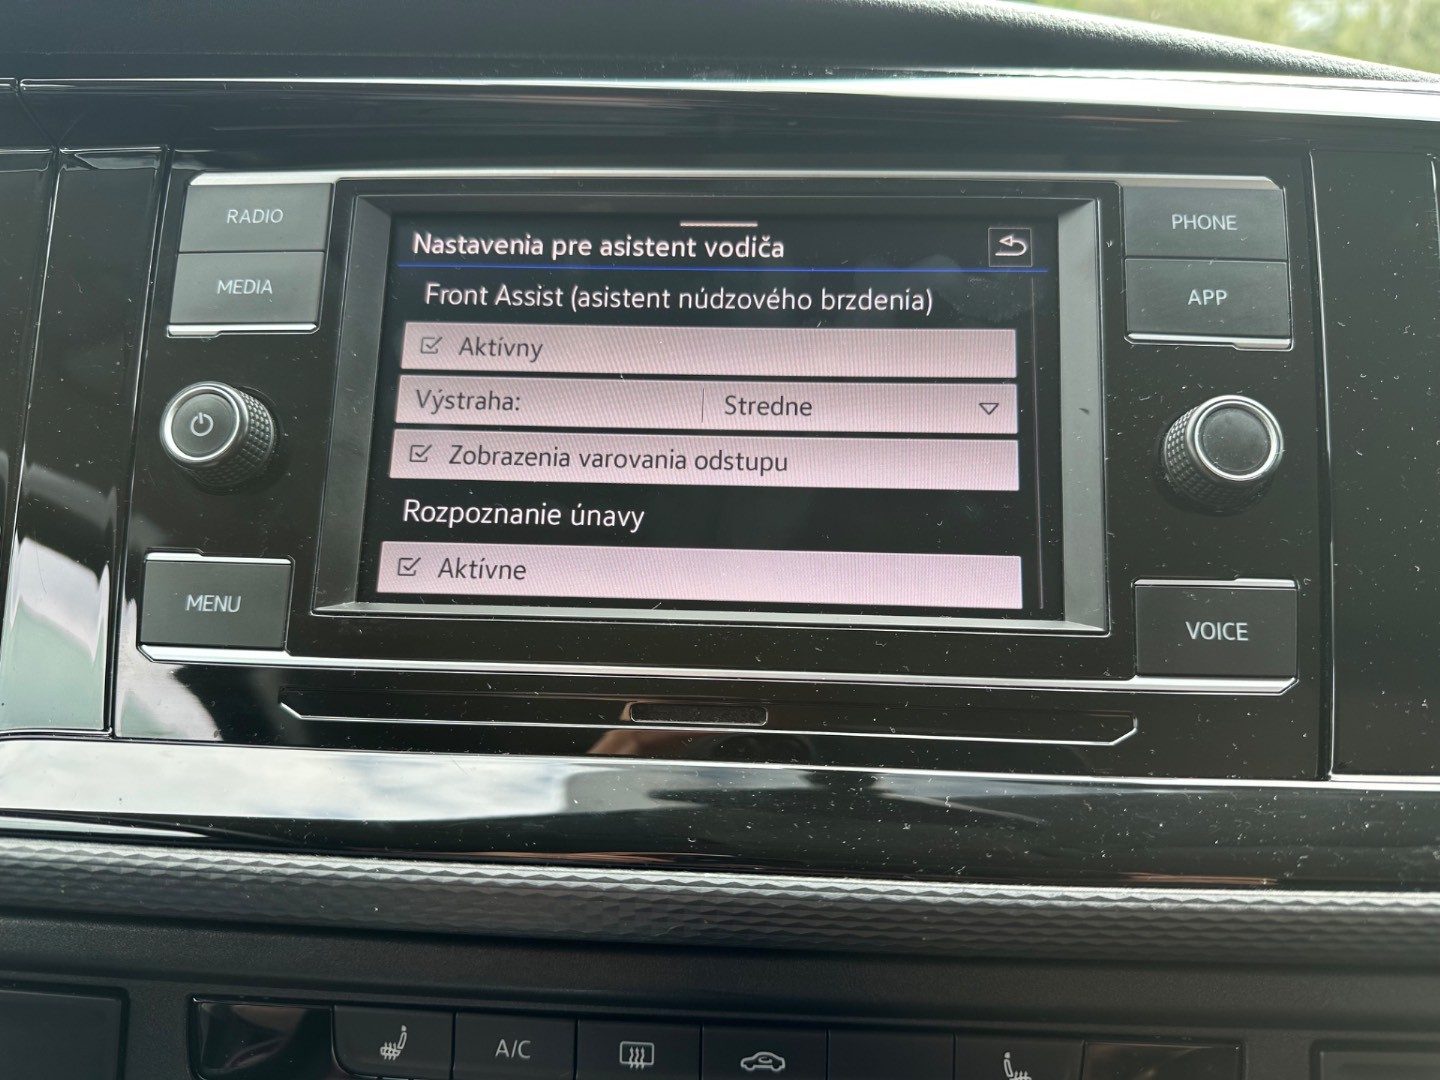 RADIO
MEDIA
MENU
Nastavenia pre asistent vodiča
Front Assist (asistent núdzového brzdenia)
Aktívny
Výstraha: Stredne
Zobrazenia varovania odstupu
Rozpoznanie únavy
Aktívne
PHONE
APP
VOICE
A/C